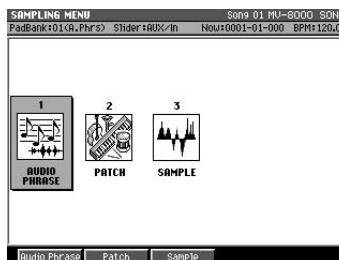 SAMPLING MENU Song 01 MV-8000 SON
PadBank:01(A.Phrs) Slider:AUX/In Now:0001-01-000 BPM:120.0
1 2 3
AUDIO PHRASE PATCH SAMPLE
Audio Phrase Patch Sample